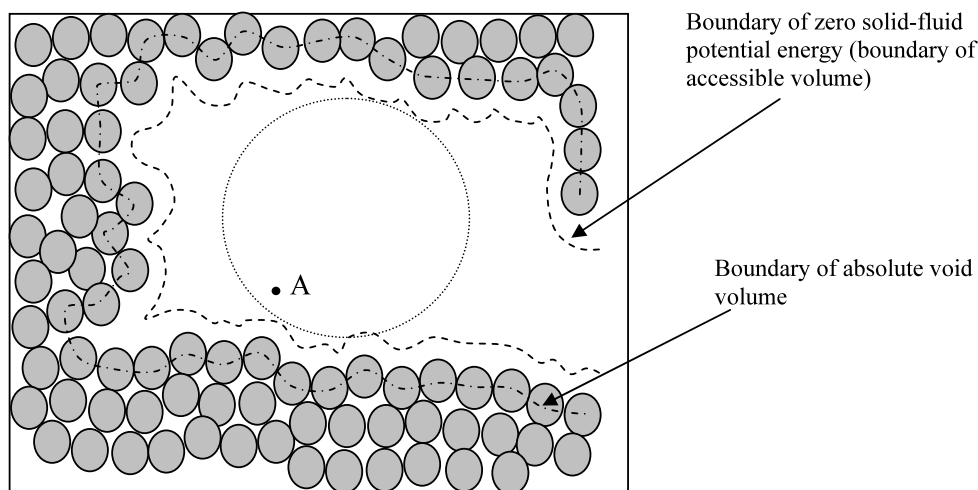 Boundary of zero solid-fluid
potential energy (boundary of
accessible volume)
Boundary of absolute void
volume
A